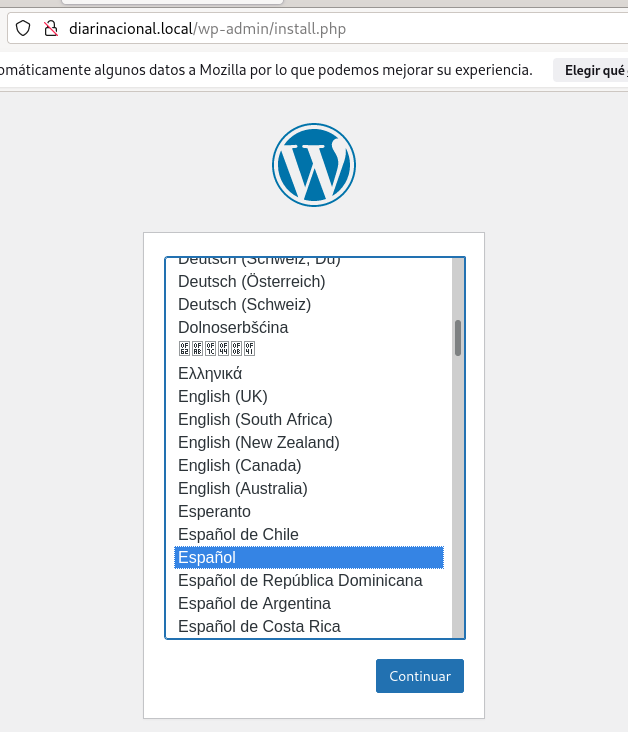 diarinacional.local/wp-admin/install.php
omáticamente algunos datos a Mozilla por lo que podemos mejorar su experiencia.
Elegir qué
Deutsch (Schweiz, Du)
Deutsch (Österreich)
Deutsch (Schweiz)
Dolnoserbšćina
Ελληνικά
English (UK)
English (South Africa)
English (New Zealand)
English (Canada)
English (Australia)
Esperanto
Español de Chile
Español
Español de República Dominicana
Español de Argentina
Español de Costa Rica
Continuar